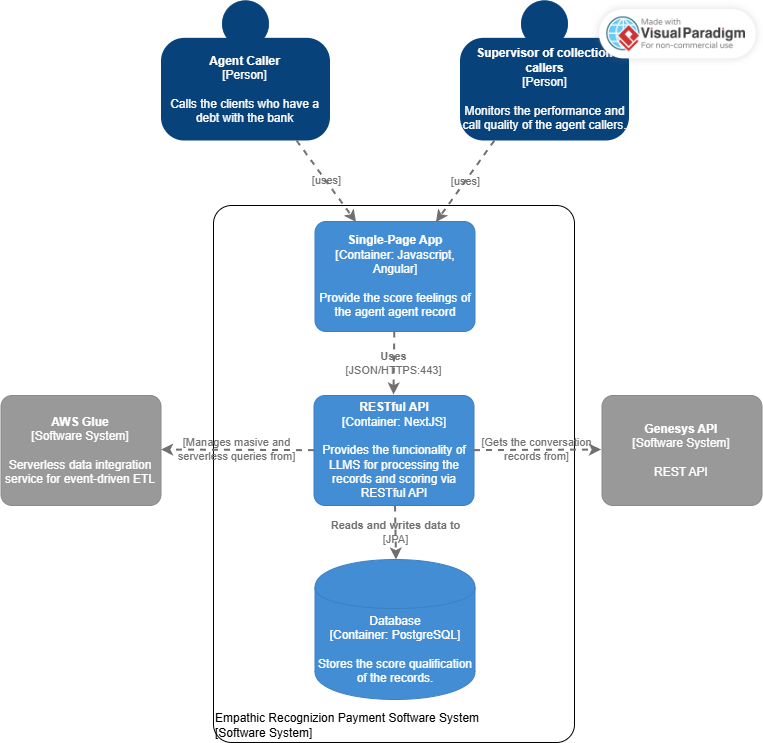 Made with
Visual Paradigm
For non-commercial use
Agent Caller
[Person]
Calls the clients who have a
debt with the bank
Supervisor of collection
callers
[Person]
Monitors the performance and
call quality of the agent callers.
[uses]
[uses]
Single-Page App
[Container: Javascript,
Angular]
Provide the score feelings of
the agent agent record
Uses
[JSON/HTTPS:443]
AWS Glue
[Software System]
Serverless data integration
service for event-driven ETL
[Manages masive and
serverless queries from]
RESTful API
[Container: NextJS]
Provides the funcionality of
LLMS for processing the
records and scoring via
RESTful API
[Gets the conversation
records from]
Genesys API
[Software System]
REST API
Reads and writes data to
[JPA]
Database
[Container: PostgreSQL]
Stores the score qualification
of the records.
Empathic Recognizion Payment Software System
[Software System]